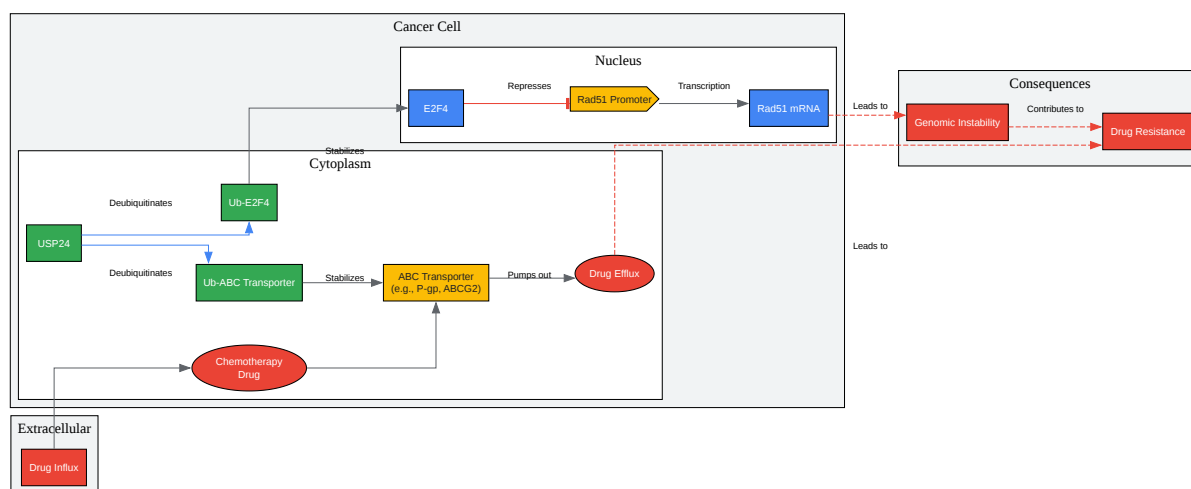 Cancer Cell
Nucleus
E2F4
Represses
Rad51 Promoter
Transcription
Rad51 mRNA
Leads to
Consequences
Genomic Instability
Contributes to
Drug Resistance
Stabilizes
Cytoplasm
Deubiquitinates
Ub-E2F4
USP24
Deubiquitinates
Ub-ABC Transporter
Stabilizes
ABC Transporter
(e.g., P-gp, ABCG2)
Pumps out
Drug Efflux
Leads to
Chemotherapy
Drug
Extracellular
Drug Influx